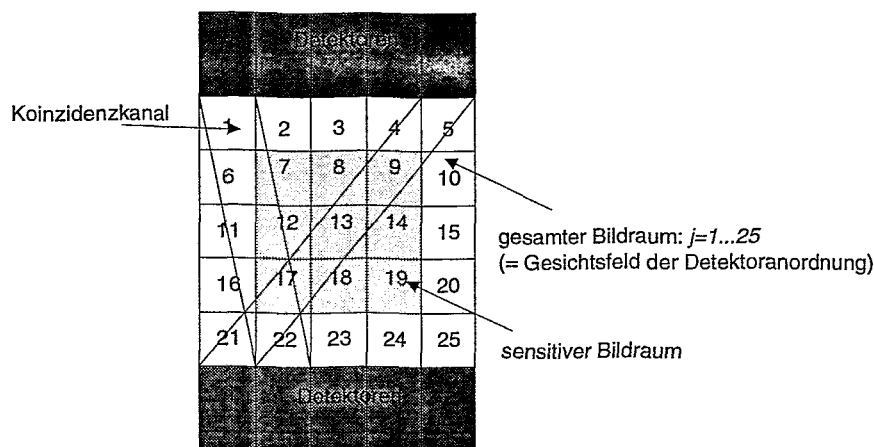 Detektoren
Koinzidenzkanal
1 2 3 4 5
6 7 8 9 10
11 12 13 14 15
16 17 18 19 20
21 22 23 24 25
gesamter Bildraum: j=1...25
(= Gesichtsfeld der Detektoranordnung)
sensitiver Bildraum
Detektoren